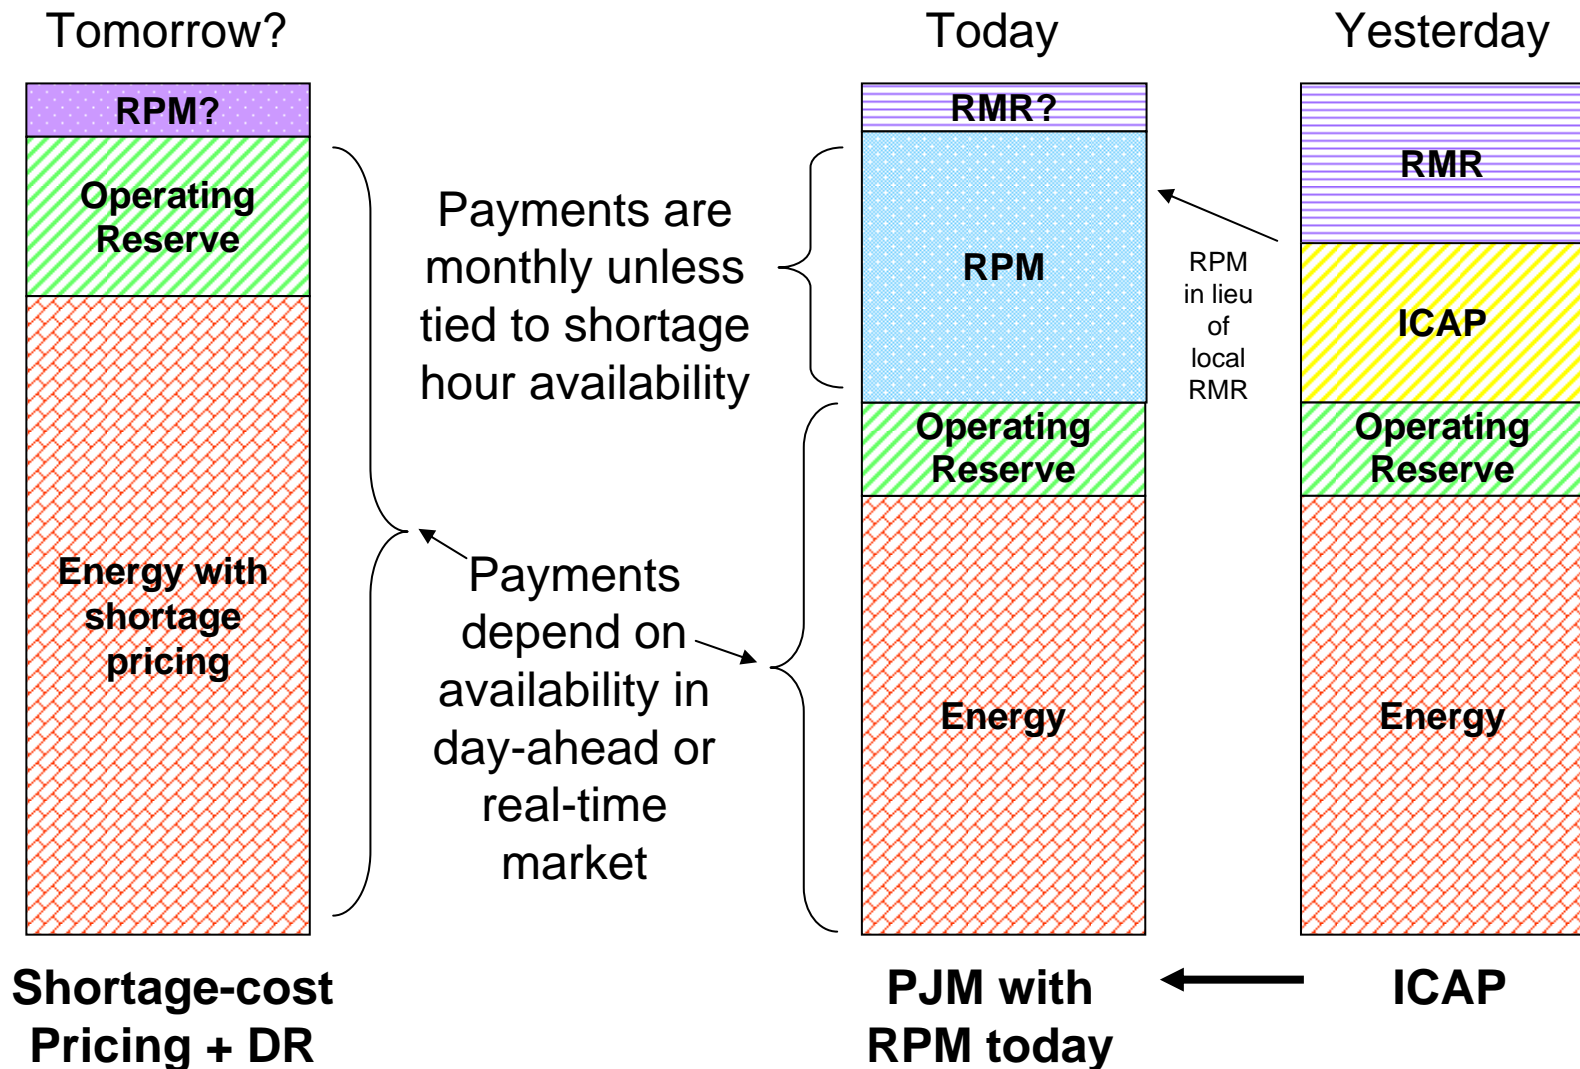 Tomorrow?
Today
Yesterday
RPM?
Operating
Reserve
Energy with
shortage
pricing
Shortage-cost
Pricing + DR
Payments are
monthly unless
tied to shortage
hour availability
Payments
depend on
availability in
day-ahead or
real-time
market
RMR?
RPM
Operating
Reserve
Energy
PJM with
RPM today
RPM
in lieu
of
local
RMR
RMR
ICAP
Operating
Reserve
Energy
ICAP